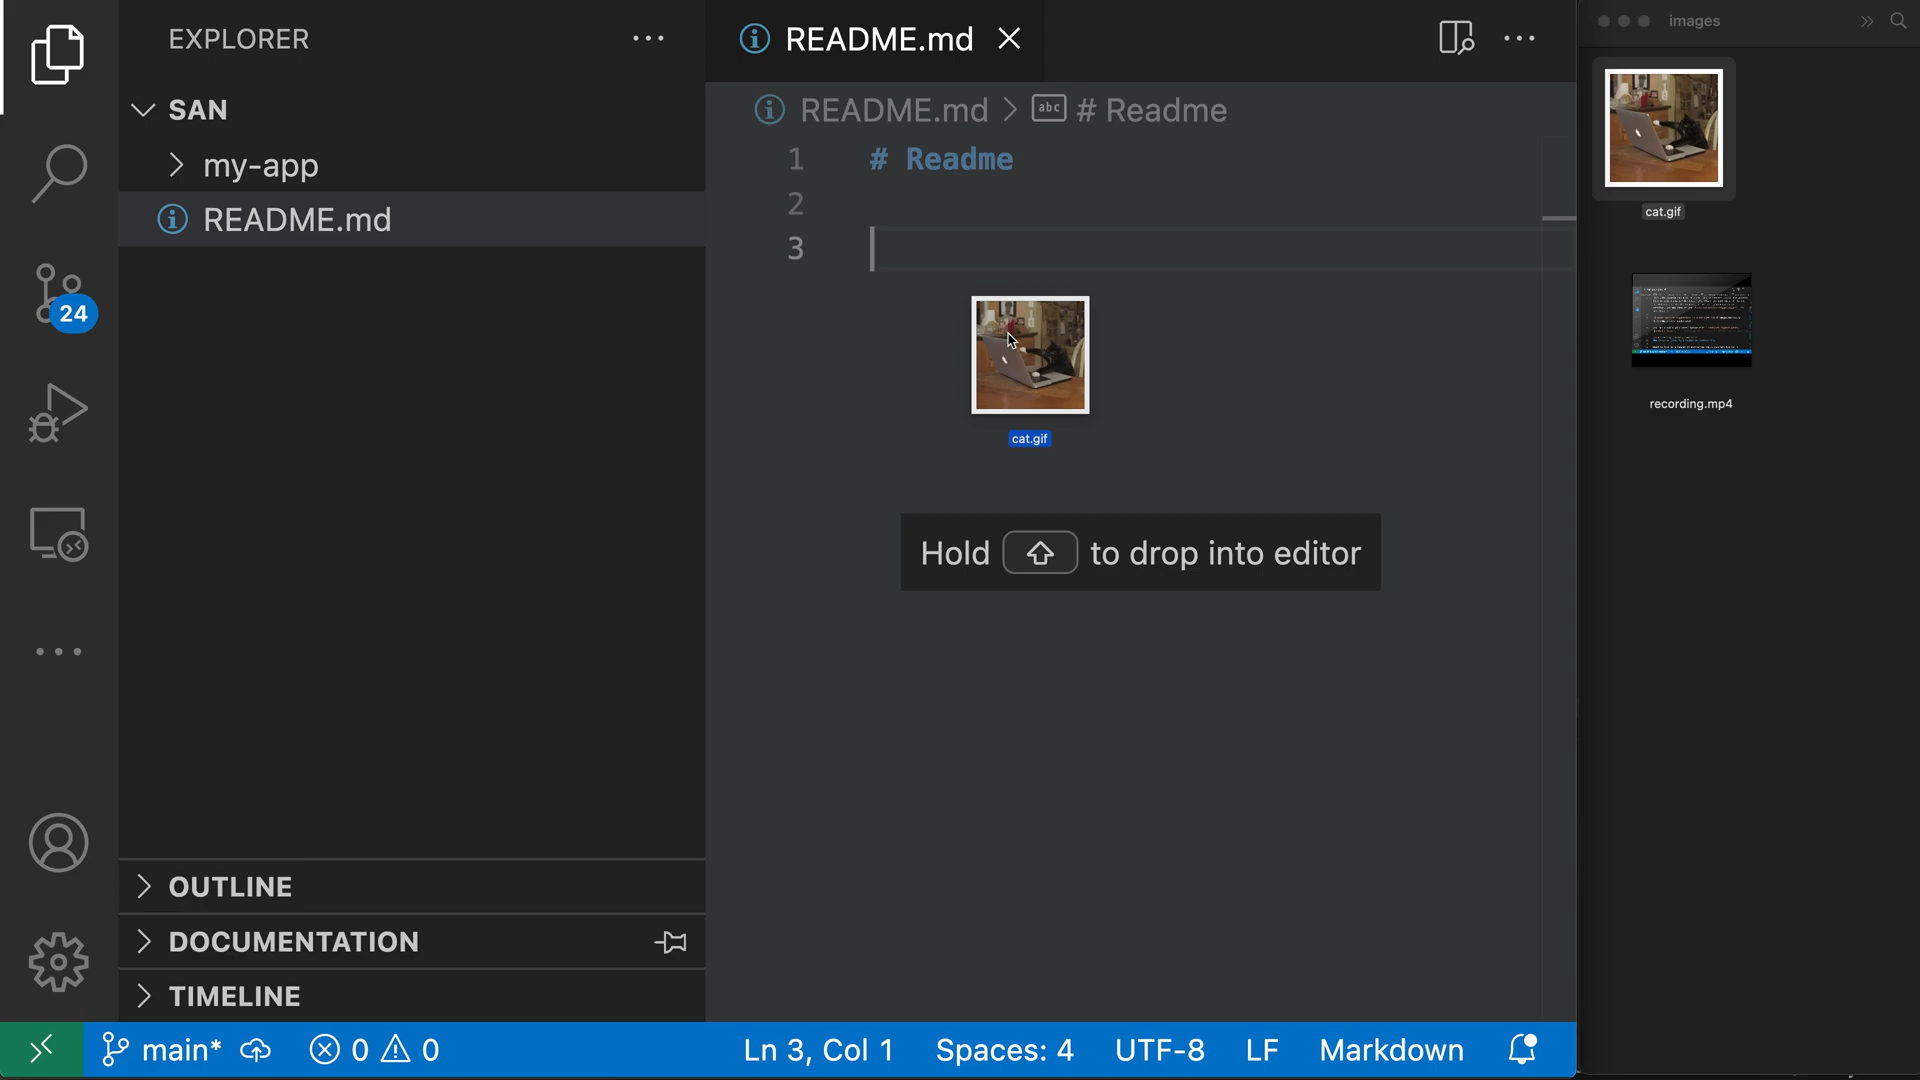 EXPLORER
SAN
my-app
README.md
24
OUTLINE
DOCUMENTATION
TIMELINE
README.md
README.md > abc # Readme
1 # Readme
2
3
cat.gif
Hold ⇧ to drop into editor
main* 0 0
Ln 3, Col 1 Spaces: 4 UTF-8 LF Markdown
images
cat.gif
recording.mp4